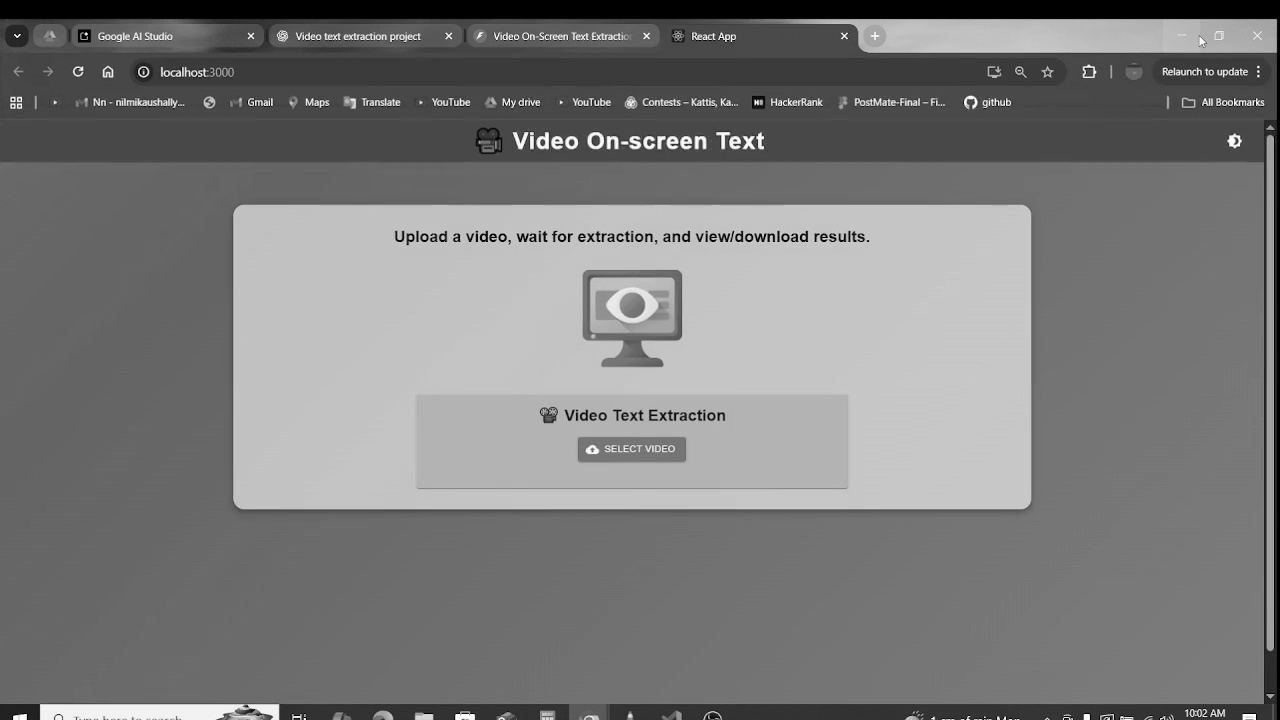 Google AI Studio
Video text extraction project
Video On-Screen Text Extraction
React App
localhost:3000
Relaunch to update
Nn - nilmikaushally...
Gmail
Maps
Translate
YouTube
My drive
YouTube
Contests – Kattis, Ka...
HackerRank
PostMate-Final – Fi...
github
All Bookmarks
Video On-screen Text
Upload a video, wait for extraction, and view/download results.
Video Text Extraction
SELECT VIDEO
Type here to search
10:02 AM